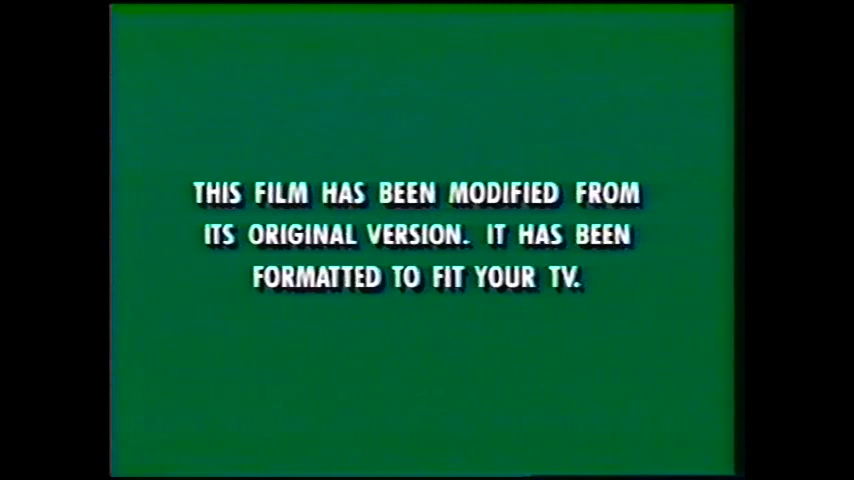 THIS FILM HAS BEEN MODIFIED FROM
ITS ORIGINAL VERSION. IT HAS BEEN
FORMATTED TO FIT YOUR TV.